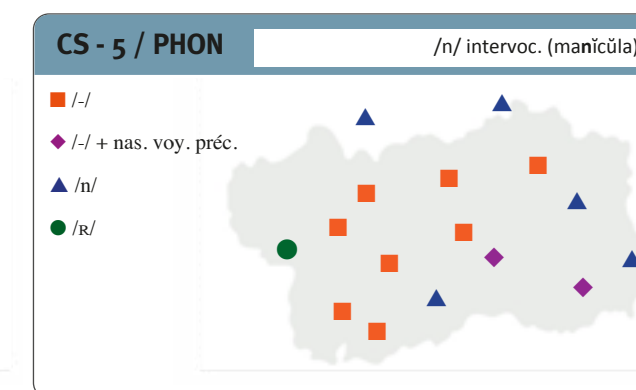 CS - 5 / PHON
/n/ intervoc. (manĭcŭla)
/-/
/-/ + nas. voy. préc.
/n/
/ʀ/